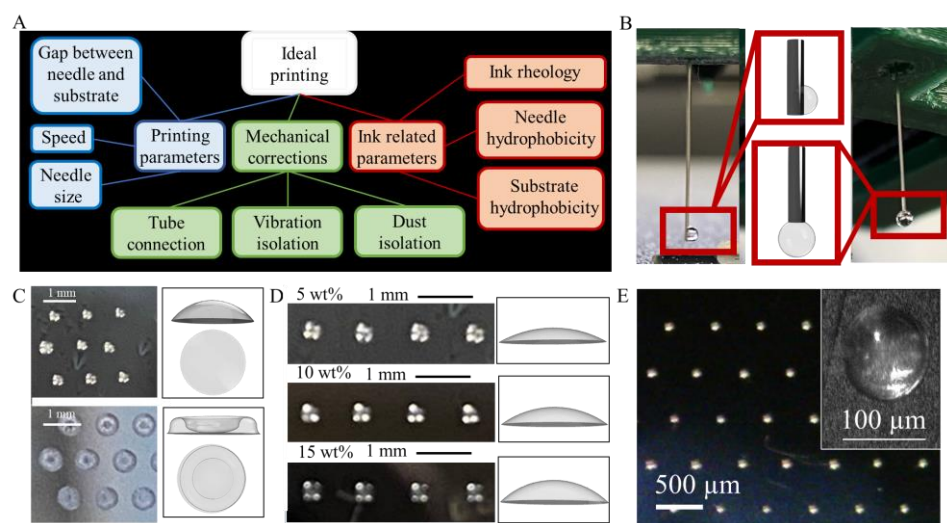 A
Gap between
needle and
substrate
Speed
Needle
size
Printing
parameters
Ideal
printing
Mechanical
corrections
Ink related
parameters
Ink rheology
Needle
hydrophobicity
Substrate
hydrophobicity
Tube
connection
Vibration
isolation
Dust
isolation
B
C
1 mm
1 mm
D
5 wt% 1 mm
10 wt% 1 mm
15 wt% 1 mm
E
100 µm
500 µm